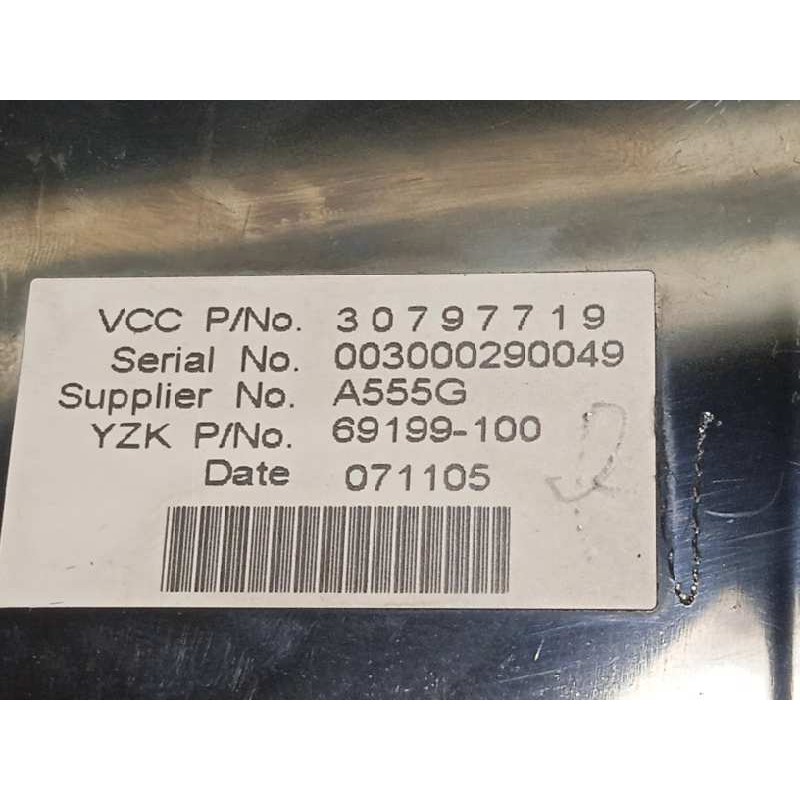 VCC P/No. 30797719
Serial No. 003000290049
Supplier No. A555G
YZK P/No. 69199-100
Date 071105